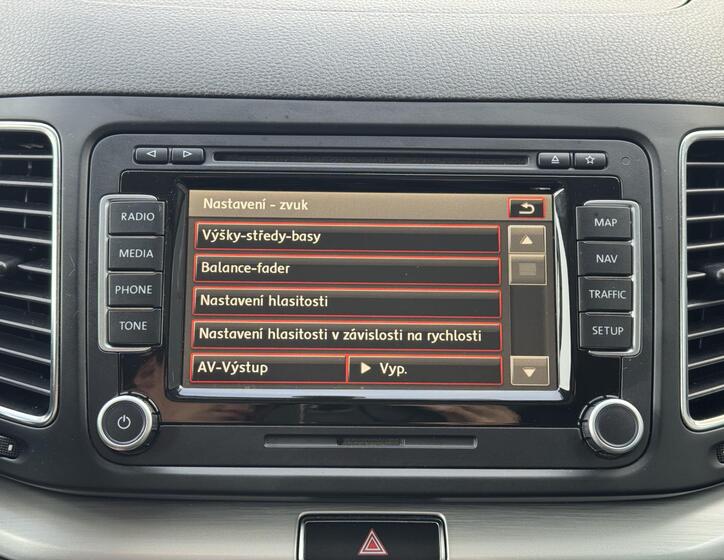 Nastavení - zvuk
Výšky-středy-basy
Balance-fader
Nastavení hlasitosti
Nastavení hlasitosti v závislosti na rychlosti
AV-Výstup Vyp.
RADIO
MEDIA
PHONE
TONE
MAP
NAV
TRAFFIC
SETUP